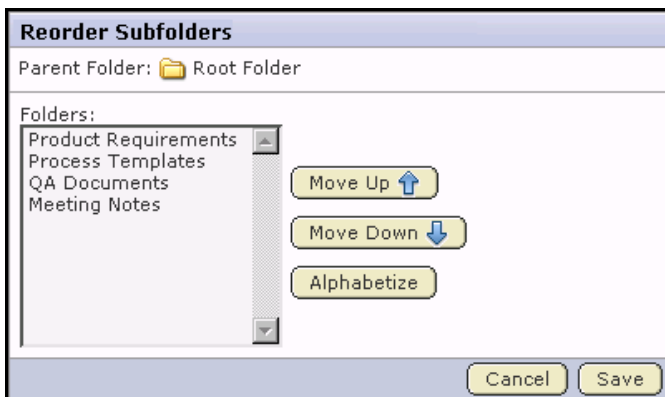 Reorder Subfolders
Parent Folder: Root Folder
Folders:
Product Requirements
Process Templates
QA Documents
Meeting Notes
Move Up
Move Down
Alphabetize
Cancel
Save